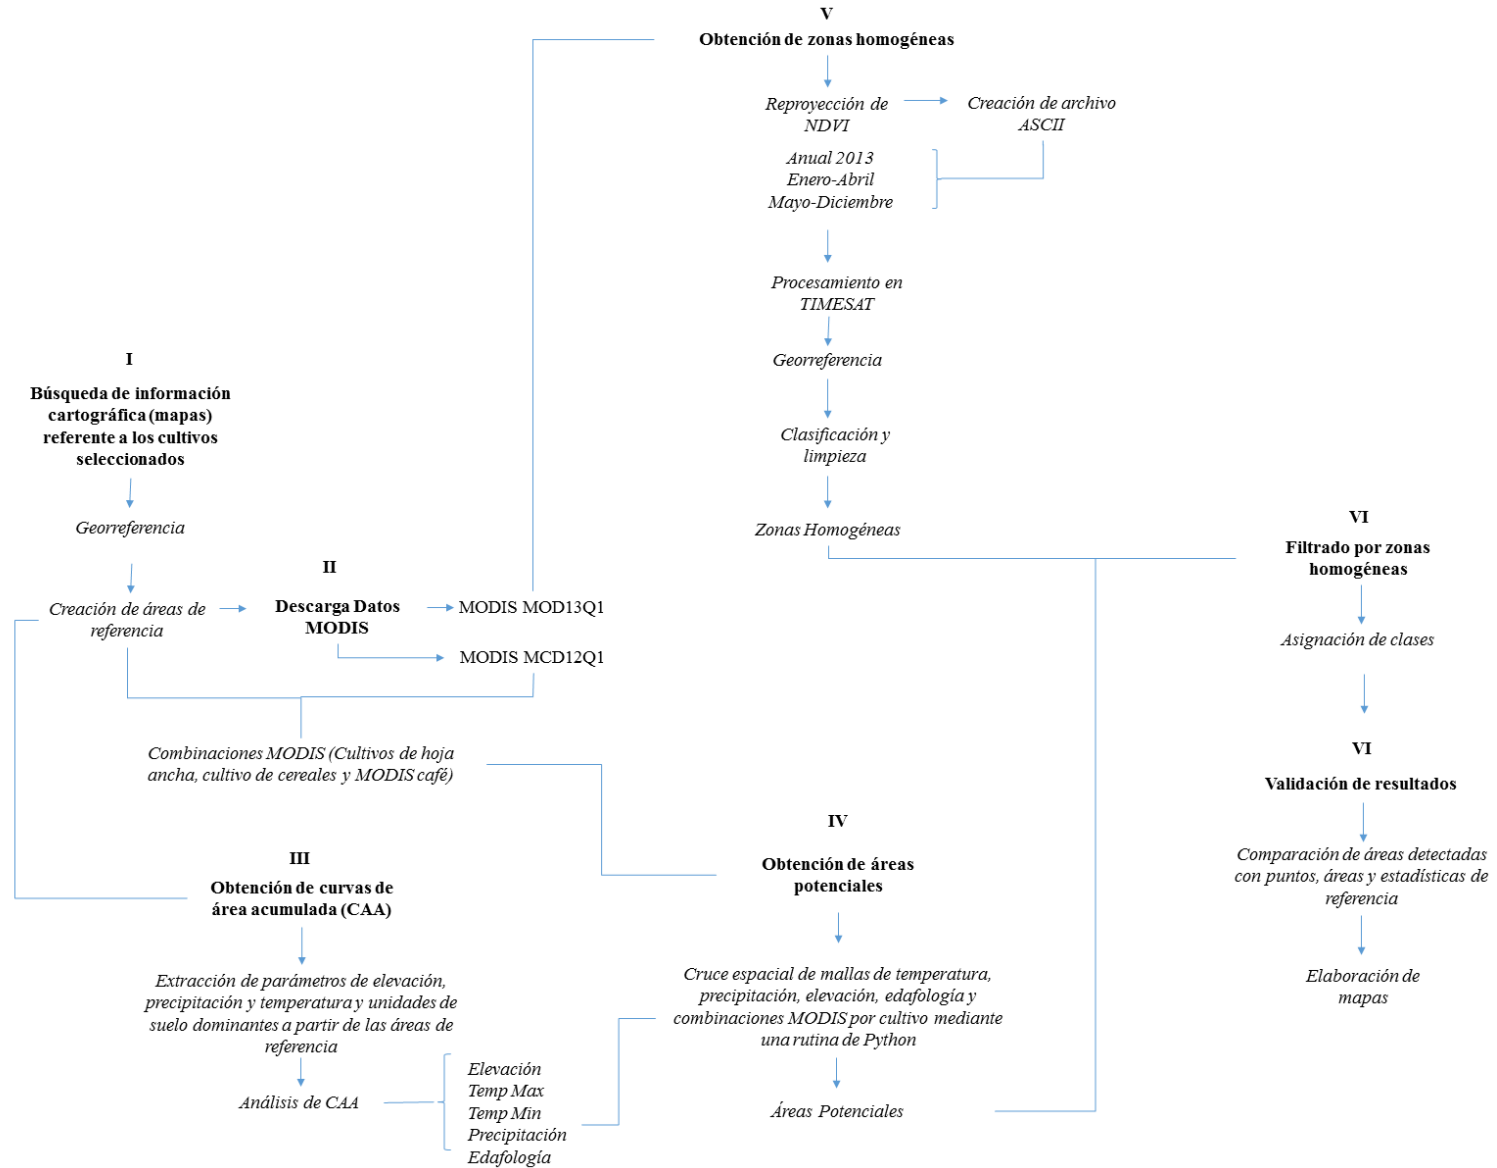 I
Búsqueda de información
cartográfica (mapas)
referente a los cultivos
seleccionados
Georreferencia
Creación de áreas de
referencia
II
Descarga Datos
MODIS
MODIS MOD13Q1
MODIS MCD12Q1
Combinaciones MODIS (Cultivos de hoja
ancha, cultivo de cereales y MODIS café)
III
Obtención de curvas de
área acumulada (CAA)
Extracción de parámetros de elevación,
precipitación y temperatura y unidades de
suelo dominantes a partir de las áreas de
referencia
Análisis de CAA
Elevación
Temp Max
Temp Min
Precipitación
Edafología
IV
Obtención de áreas
potenciales
Cruce espacial de mallas de temperatura,
precipitación, elevación, edafología y
combinaciones MODIS por cultivo mediante
una rutina de Python
Áreas Potenciales
V
Obtención de zonas homogéneas
Reproyección de
NDVI
Creación de archivo
ASCII
Anual 2013
Enero-Abril
Mayo-Diciembre
Procesamiento en
TIMESAT
Georreferencia
Clasificación y
limpieza
Zonas Homogéneas
VI
Filtrado por zonas
homogéneas
Asignación de clases
VI
Validación de resultados
Comparación de áreas detectadas
con puntos, áreas y estadísticas de
referencia
Elaboración de
mapas